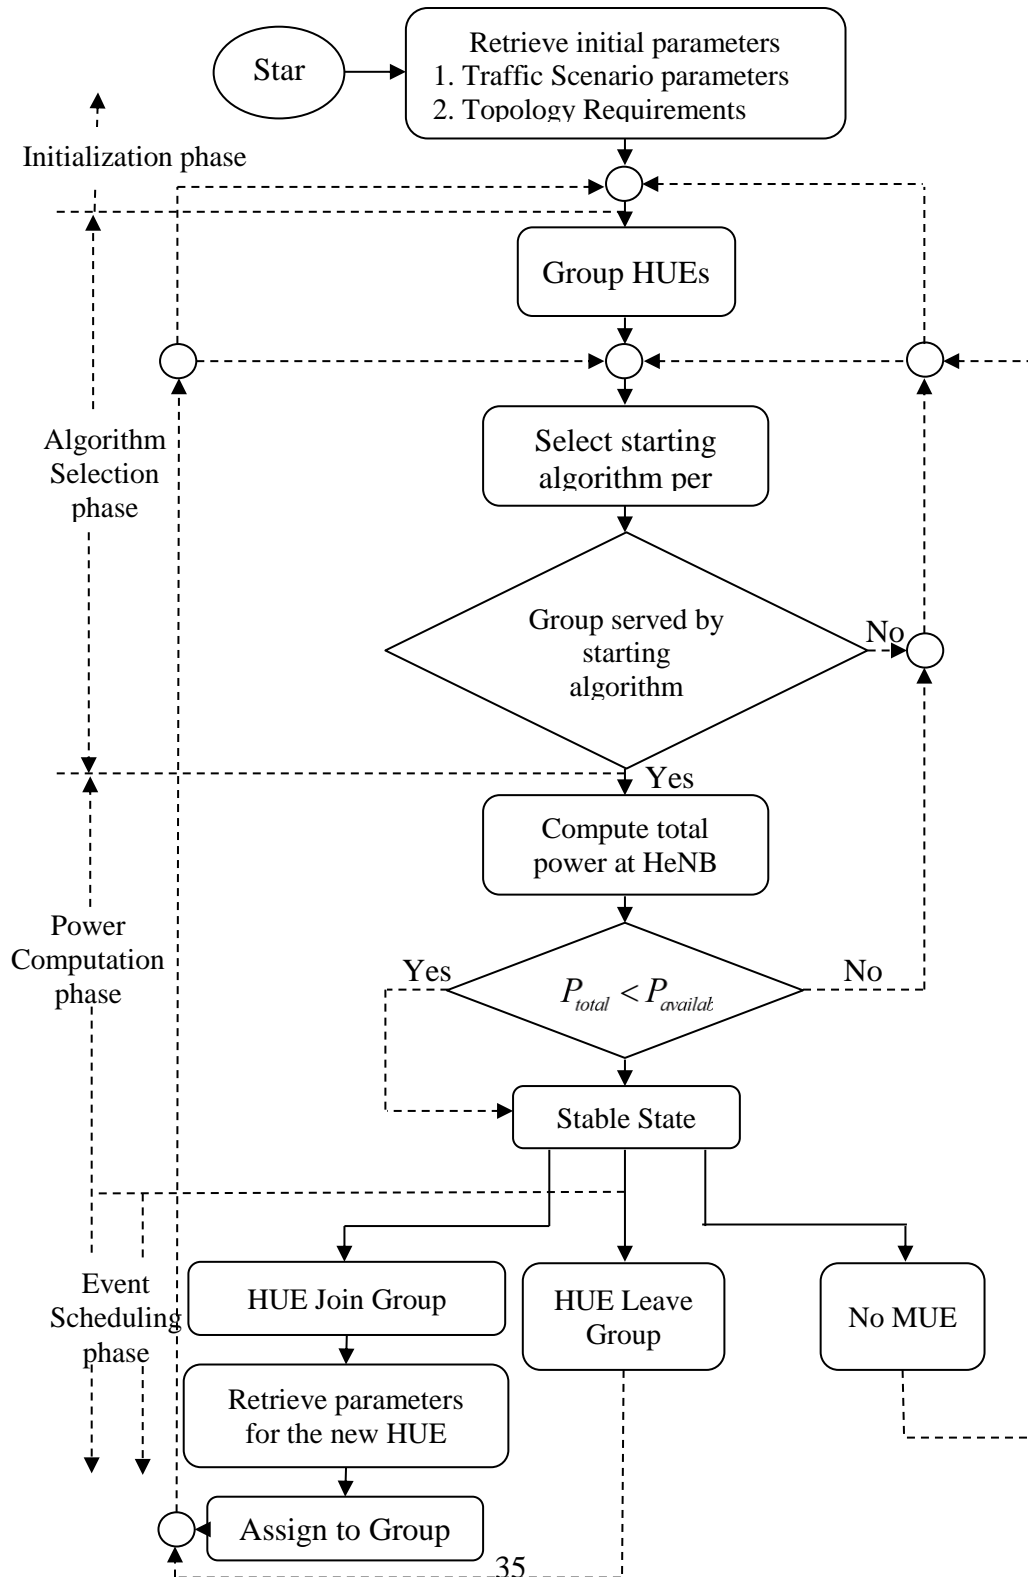 Star
Retrieve initial parameters
1. Traffic Scenario parameters
2. Topology Requirements
Initialization phase
Group HUEs
Algorithm
Selection
phase
Select starting
algorithm per
Group served by
starting
algorithm
No
Yes
Compute total
power at HeNB
Power
Computation
phase
Yes
No
P_total < P_availab
Stable State
Event
Scheduling
phase
HUE Join Group
HUE Leave
Group
No MUE
Retrieve parameters
for the new HUE
Assign to Group
35